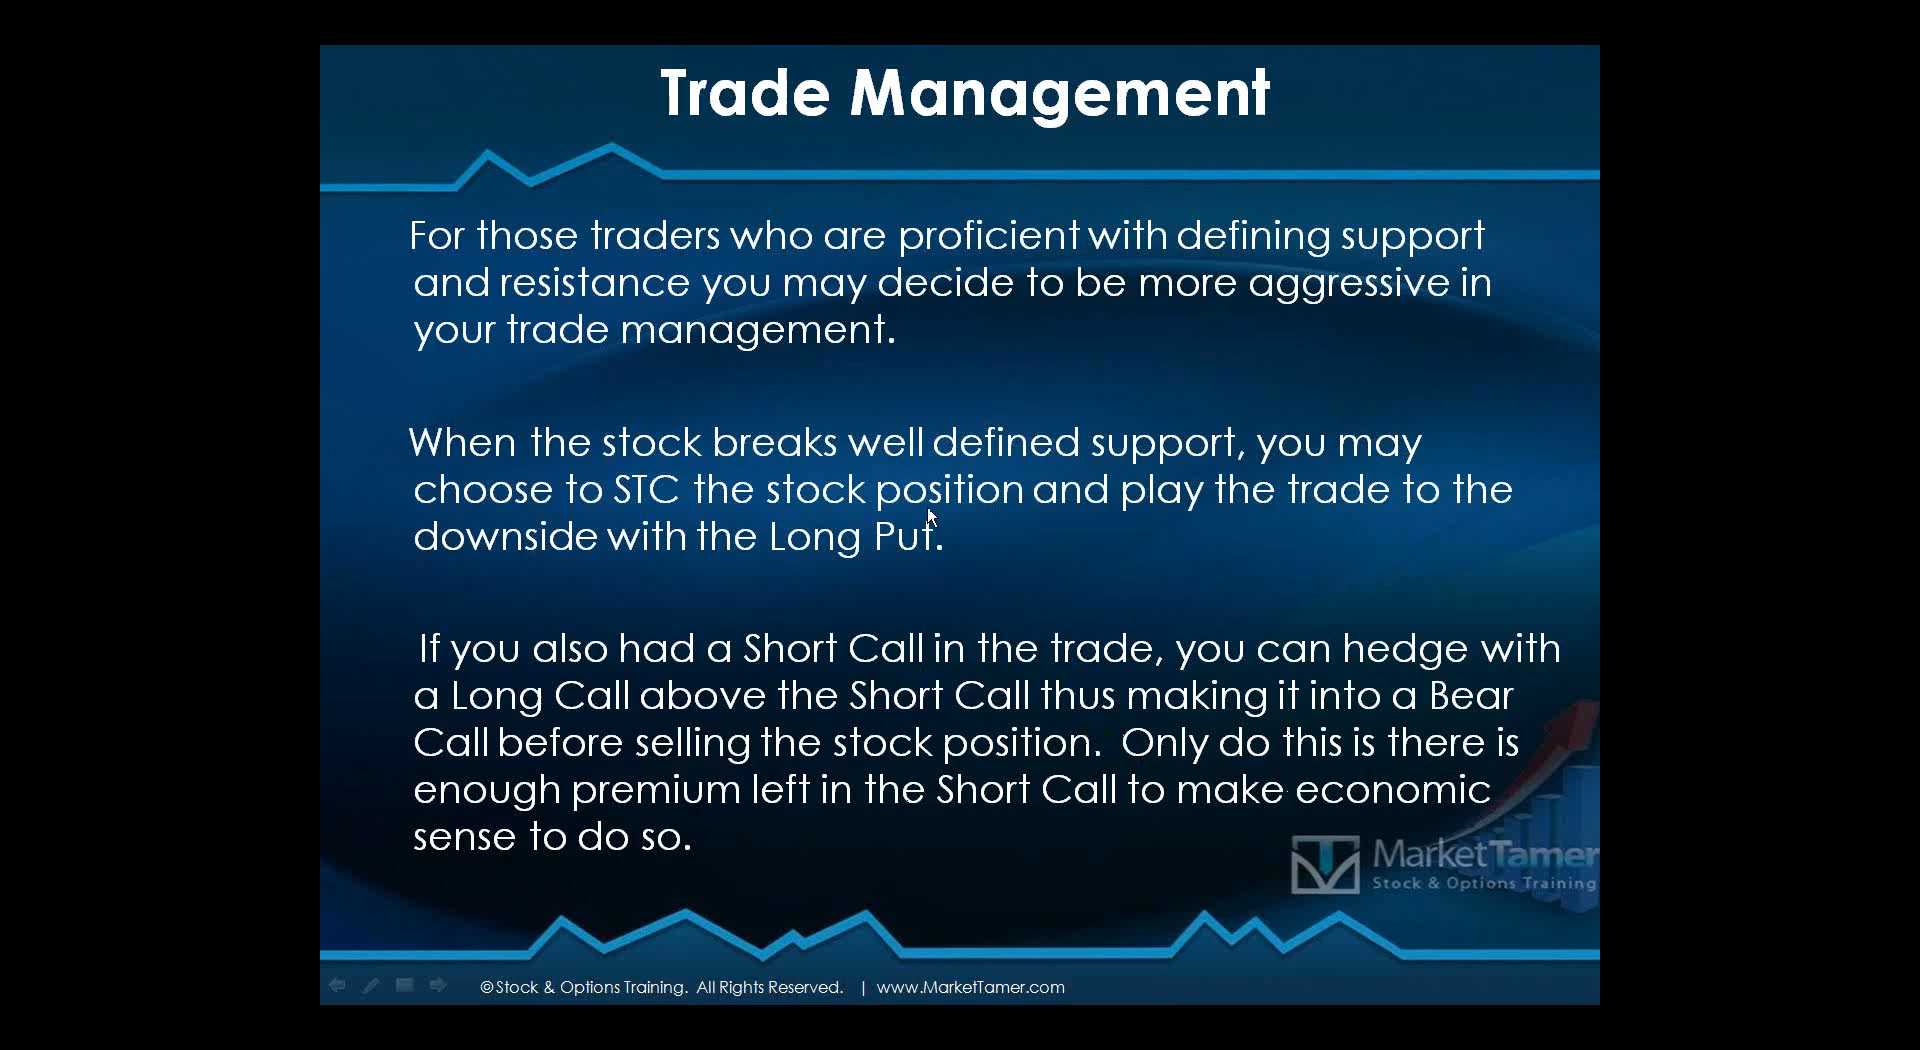 Trade Management
For those traders who are proficient with defining support
and resistance you may decide to be more aggressive in
your trade management.
When the stock breaks well defined support, you may
choose to STC the stock position and play the trade to the
downside with the Long Put.
If you also had a Short Call in the trade, you can hedge with
a Long Call above the Short Call thus making it into a Bear
Call before selling the stock position.  Only do this is there is
enough premium left in the Short Call to make economic
sense to do so.
MarketTamer
Stock & Options Training
©Stock & Options Training.  All Rights Reserved.   |  www.MarketTamer.com